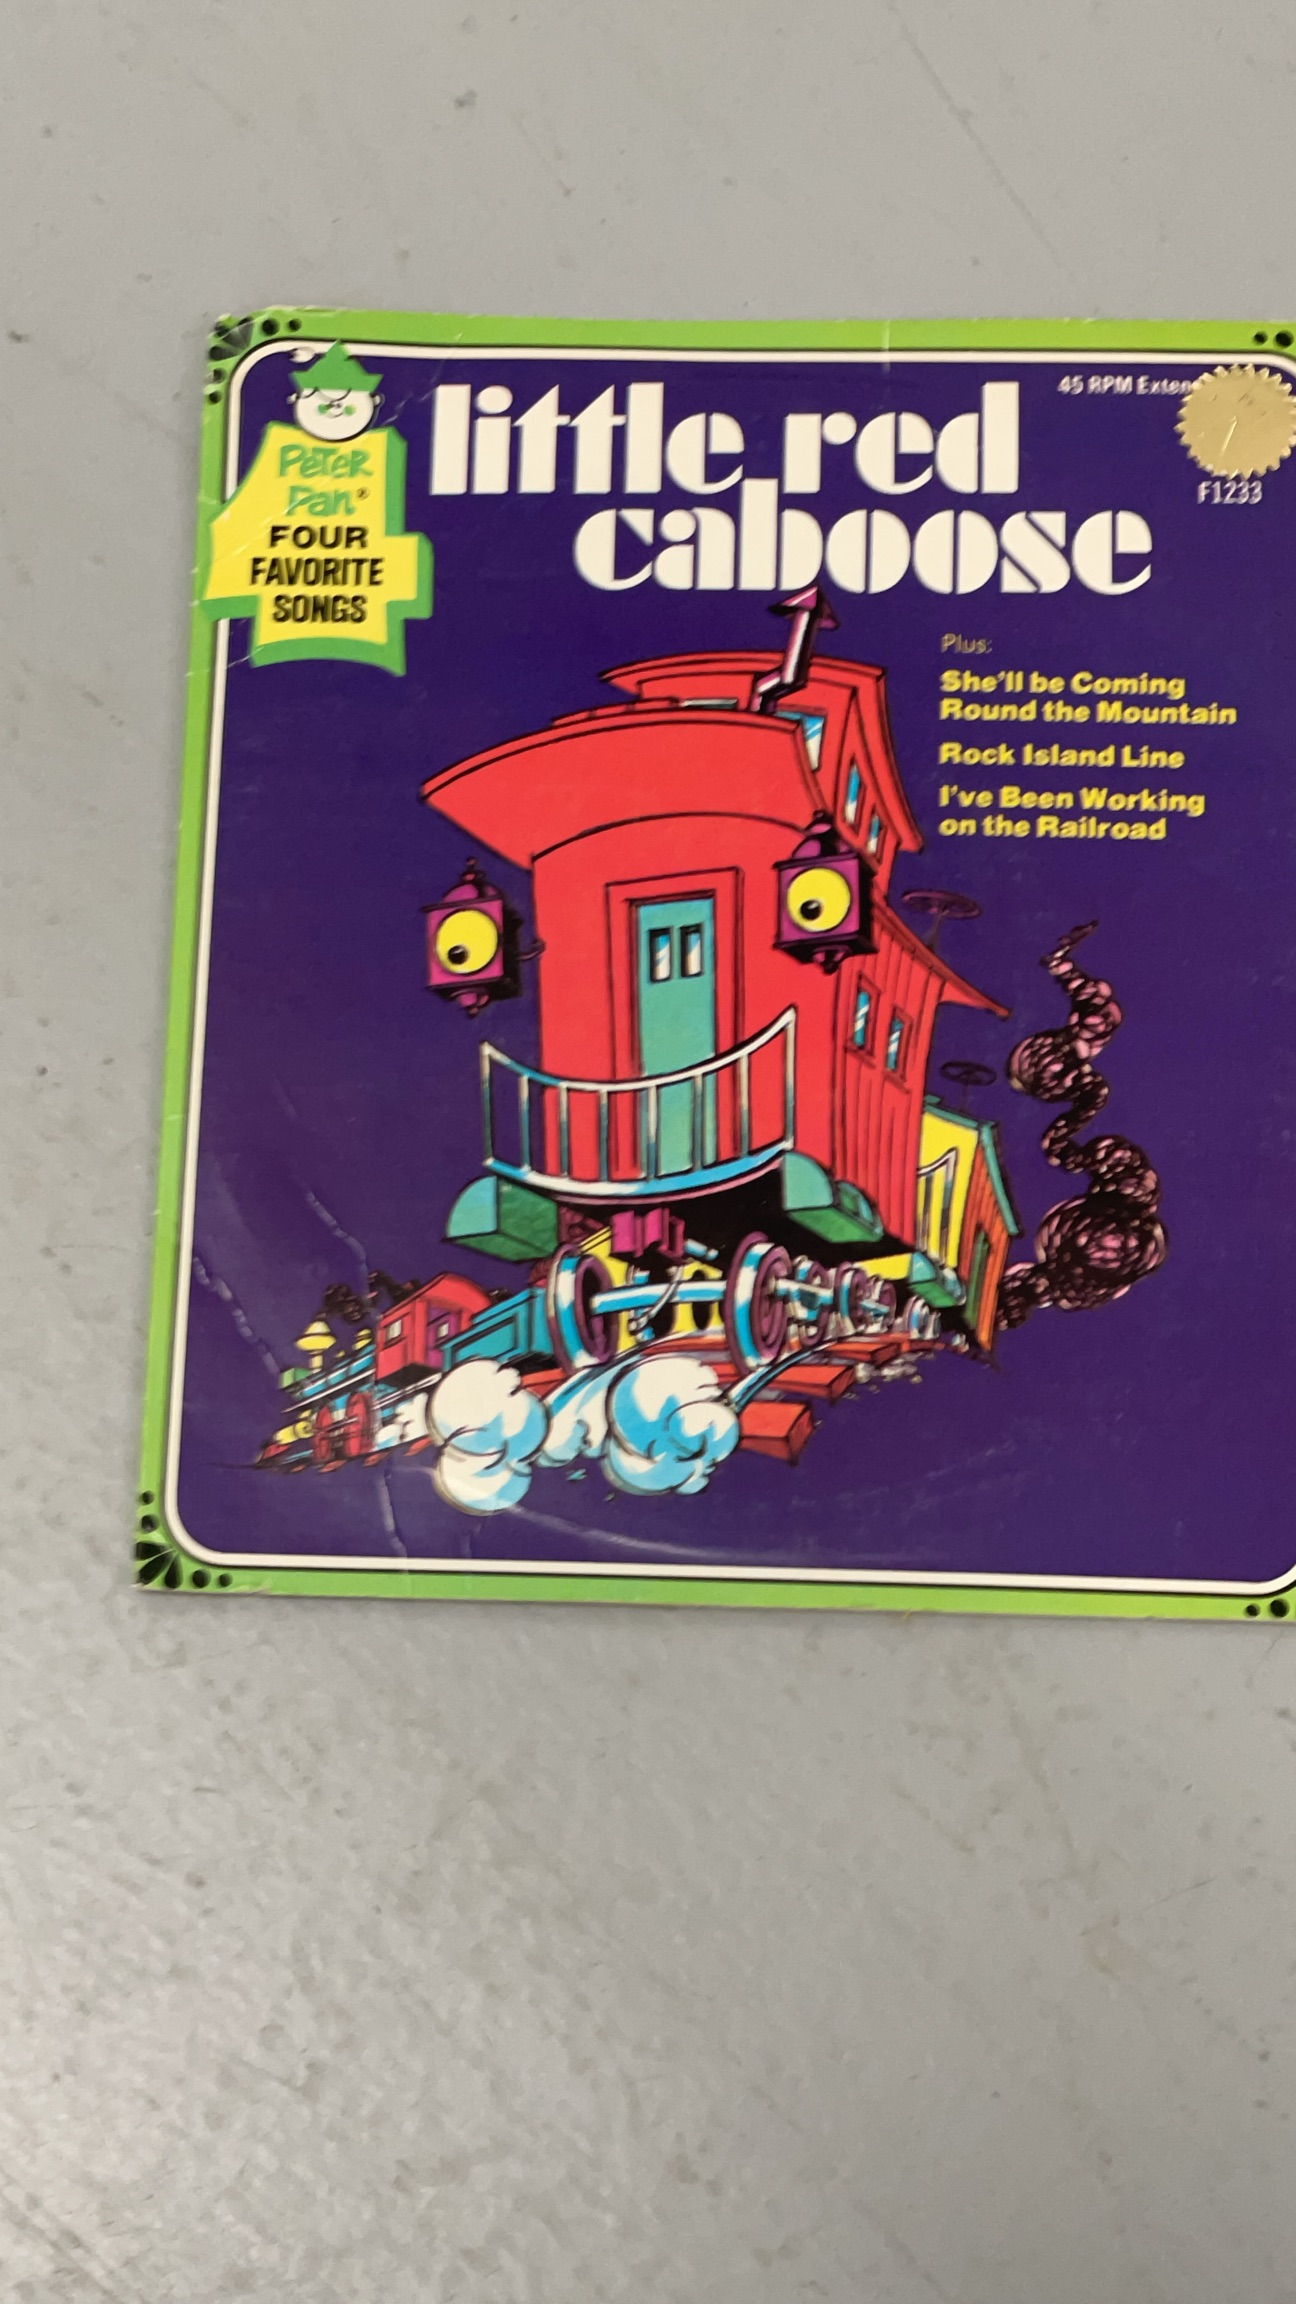 Peter
Pan®
FOUR
FAVORITE
SONGS
little red
caboose
45 RPM
F1233
Plus:
She'll be Coming
Round the Mountain
Rock Island Line
I've Been Working
on the Railroad